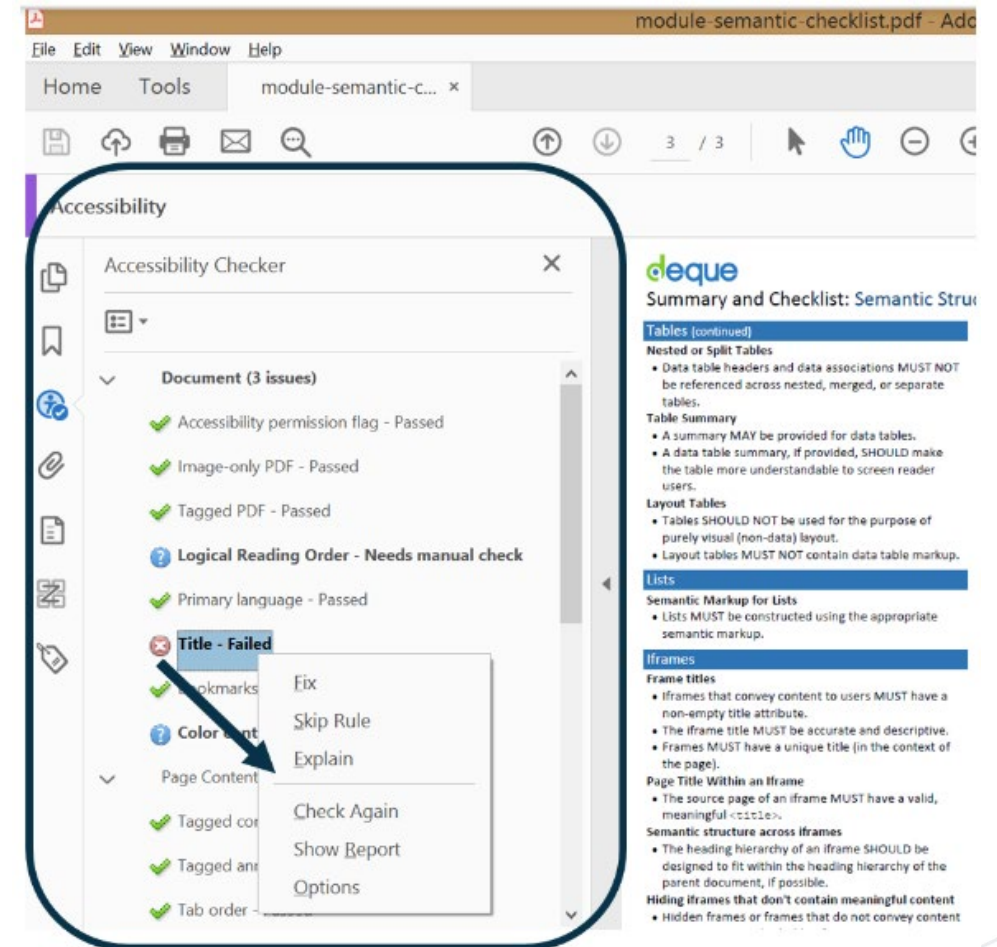 module-semantic-checklist.pdf - Ado
File Edit View Window Help
Home Tools module-semantic-c... ×
3 / 3
Accessibility
Accessibility Checker
Document (3 issues)
Accessibility permission flag - Passed
Image-only PDF - Passed
Tagged PDF - Passed
Logical Reading Order - Needs manual check
Primary language - Passed
Title - Failed
Bookmarks
Color
Page Content
Tagged
Tagged
Tab order -
Fix
Skip Rule
Explain
Check Again
Show Report
Options
deque
Summary and Checklist: Semantic Struc
Tables (continued)
Nested or Split Tables
• Data table headers and data associations MUST NOT
be referenced across nested, merged, or separate
tables.
Table Summary
• A summary MAY be provided for data tables.
• A data table summary, if provided, SHOULD make
the table more understandable to screen reader
users.
Layout Tables
• Tables SHOULD NOT be used for the purpose of
purely visual (non-data) layout.
• Layout tables MUST NOT contain data table markup.
Lists
Semantic Markup for Lists
• Lists MUST be constructed using the appropriate
semantic markup.
Iframes
Frame titles
• Iframes that convey content to users MUST have a
non-empty title attribute.
• The iframe title MUST be accurate and descriptive.
• Frames MUST have a unique title (in the context of
the page).
Page Title Within an Iframe
• The source page of an iframe MUST have a valid,
meaningful <title>.
Semantic structure across iframes
• The heading hierarchy of an iframe SHOULD be
designed to fit within the heading hierarchy of the
parent document, if possible.
Hiding iframes that don't contain meaningful content
• Hidden frames or frames that do not convey content